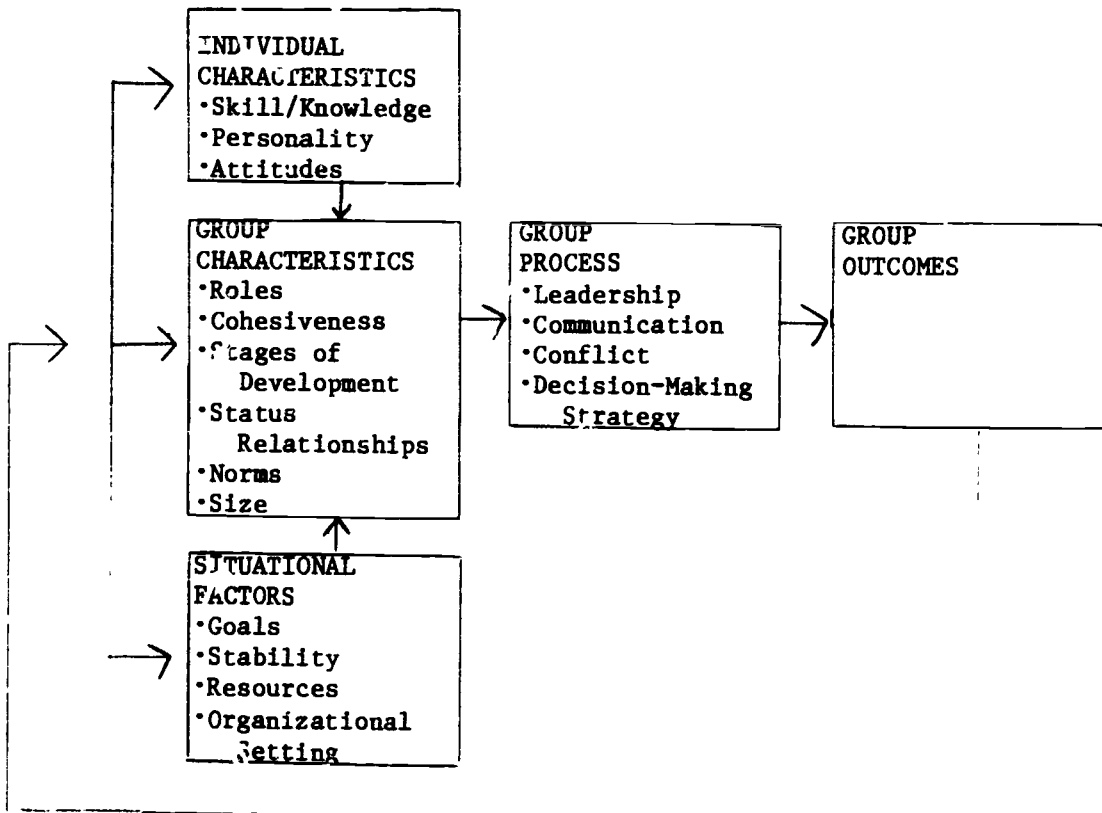 INDIVIDUAL
CHARACTERISTICS
·Skill/Knowledge
·Personality
·Attitudes
GROUP
CHARACTERISTICS
·Roles
·Cohesiveness
·Stages of
Development
·Status
Relationships
·Norms
·Size
GROUP
PROCESS
·Leadership
·Communication
·Conflict
·Decision-Making
Strategy
GROUP
OUTCOMES
SITUATIONAL
FACTORS
·Goals
·Stability
·Resources
·Organizational
Setting